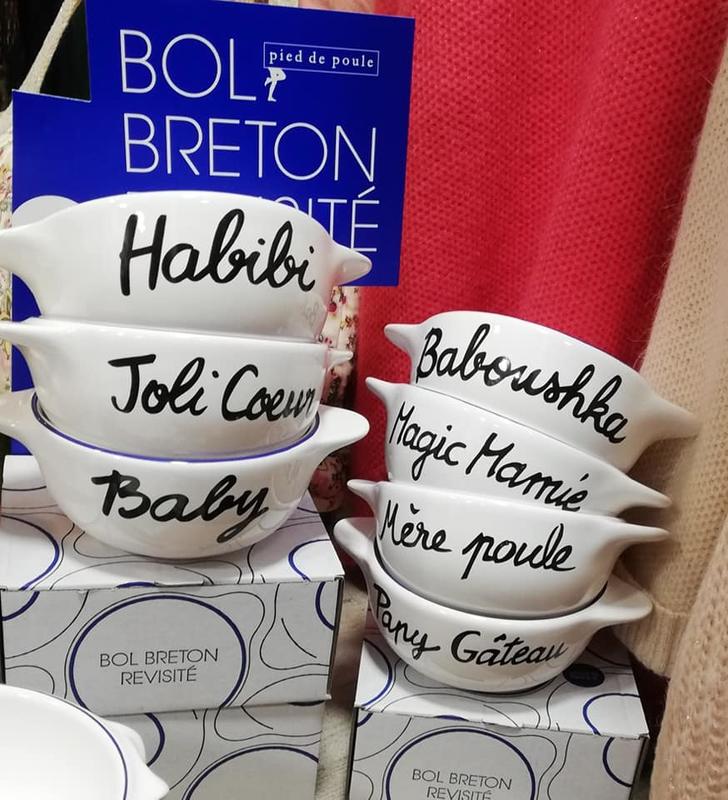 BOL
pied de poule
BRETON
REVISITÉ
Habibi
Joli Coeur
Baby
Baboushka
Magic Mamie
Mère poule
Papy Gâteau
BOL BRETON
REVISITÉ
BOL BRETON
REVISITÉ